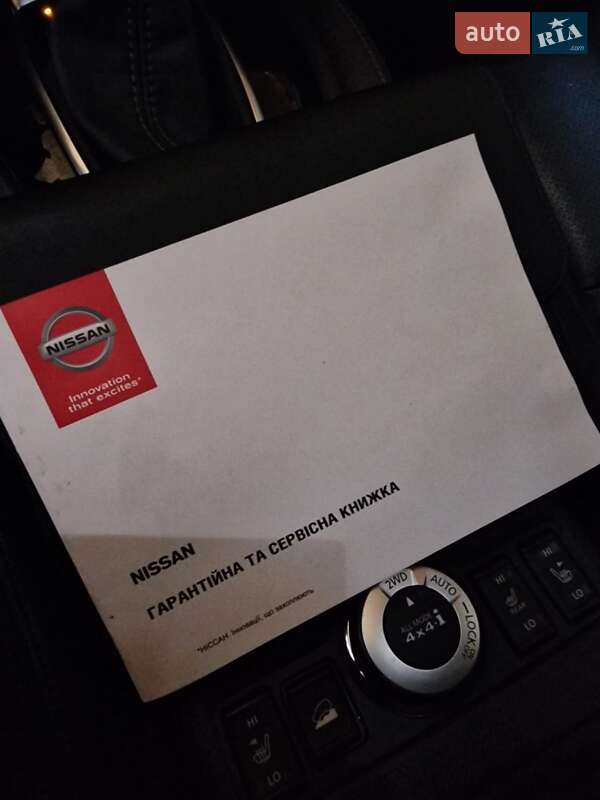 auto RIA .com
NISSAN
Innovation
that excites*
NISSAN
ГАРАНТІЙНА ТА СЕРВІСНА КНИЖКА
*НІССАН. Інновації, що захоплюють
2WD AUTO LOCK
ALL MODE
4x4-i
HI
REAR
LO
HI
LO
HI
LO